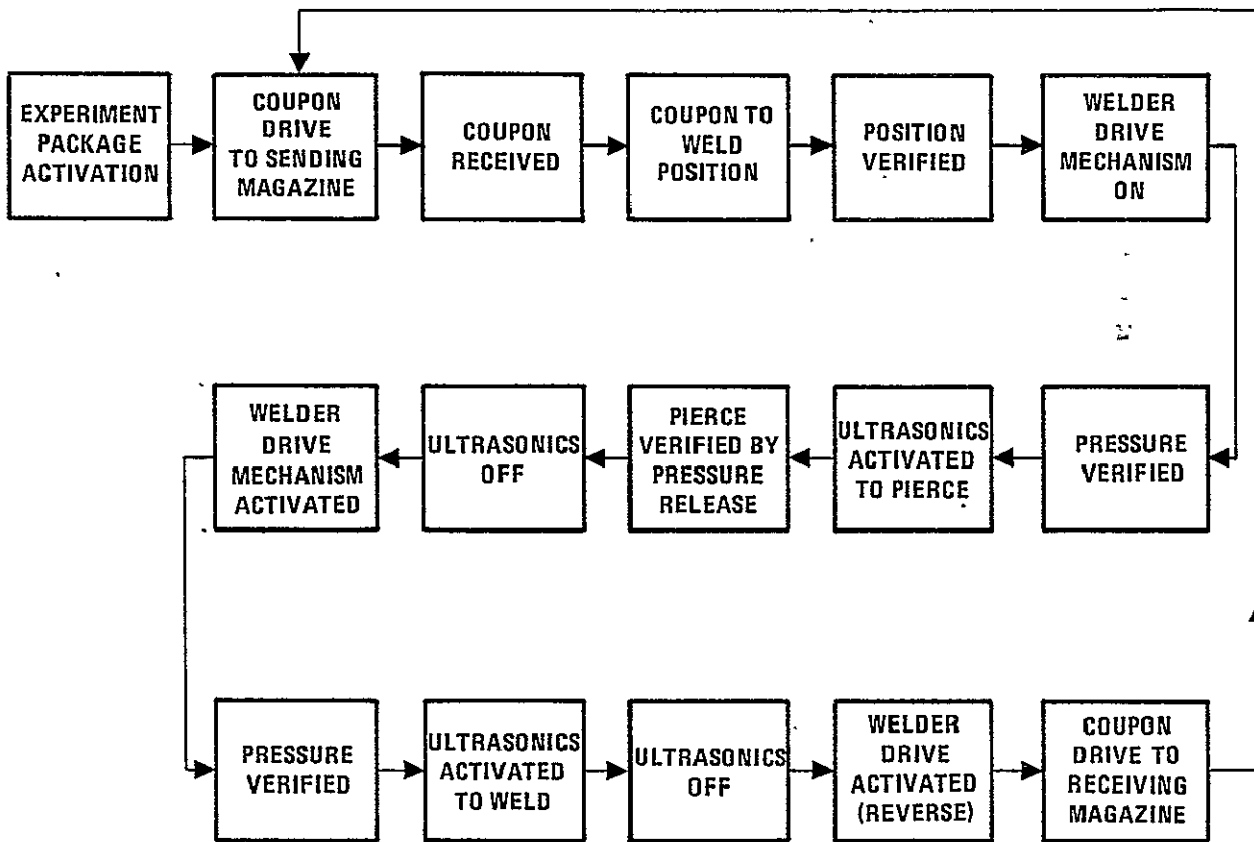 EXPERIMENT
PACKAGE
ACTIVATION
COUPON
DRIVE
TO SENDING
MAGAZINE
COUPON
RECEIVED
COUPON TO
WELD
POSITION
POSITION
VERIFIED
WELDER
DRIVE
MECHANISM
ON
PRESSURE
VERIFIED
ULTRASONICS
ACTIVATED
TO PIERCE
PIERCE
VERIFIED BY
PRESSURE
RELEASE
ULTRASONICS
OFF
WELDER
DRIVE
MECHANISM
ACTIVATED
PRESSURE
VERIFIED
ULTRASONICS
ACTIVATED
TO WELD
ULTRASONICS
OFF
WELDER
DRIVE
ACTIVATED
(REVERSE)
COUPON
DRIVE TO
RECEIVING
MAGAZINE